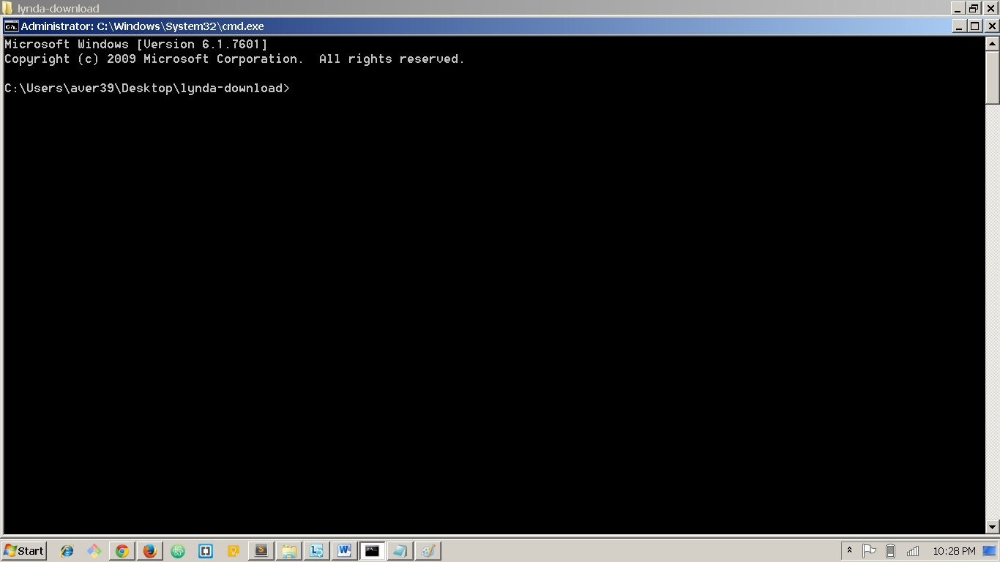 lynda-download
Administrator: C:\Windows\System32\cmd.exe
Microsoft Windows [Version 6.1.7601]
Copyright (c) 2009 Microsoft Corporation.  All rights reserved.
C:\Users\aver39\Desktop\lynda-download>
Start
10:28 PM